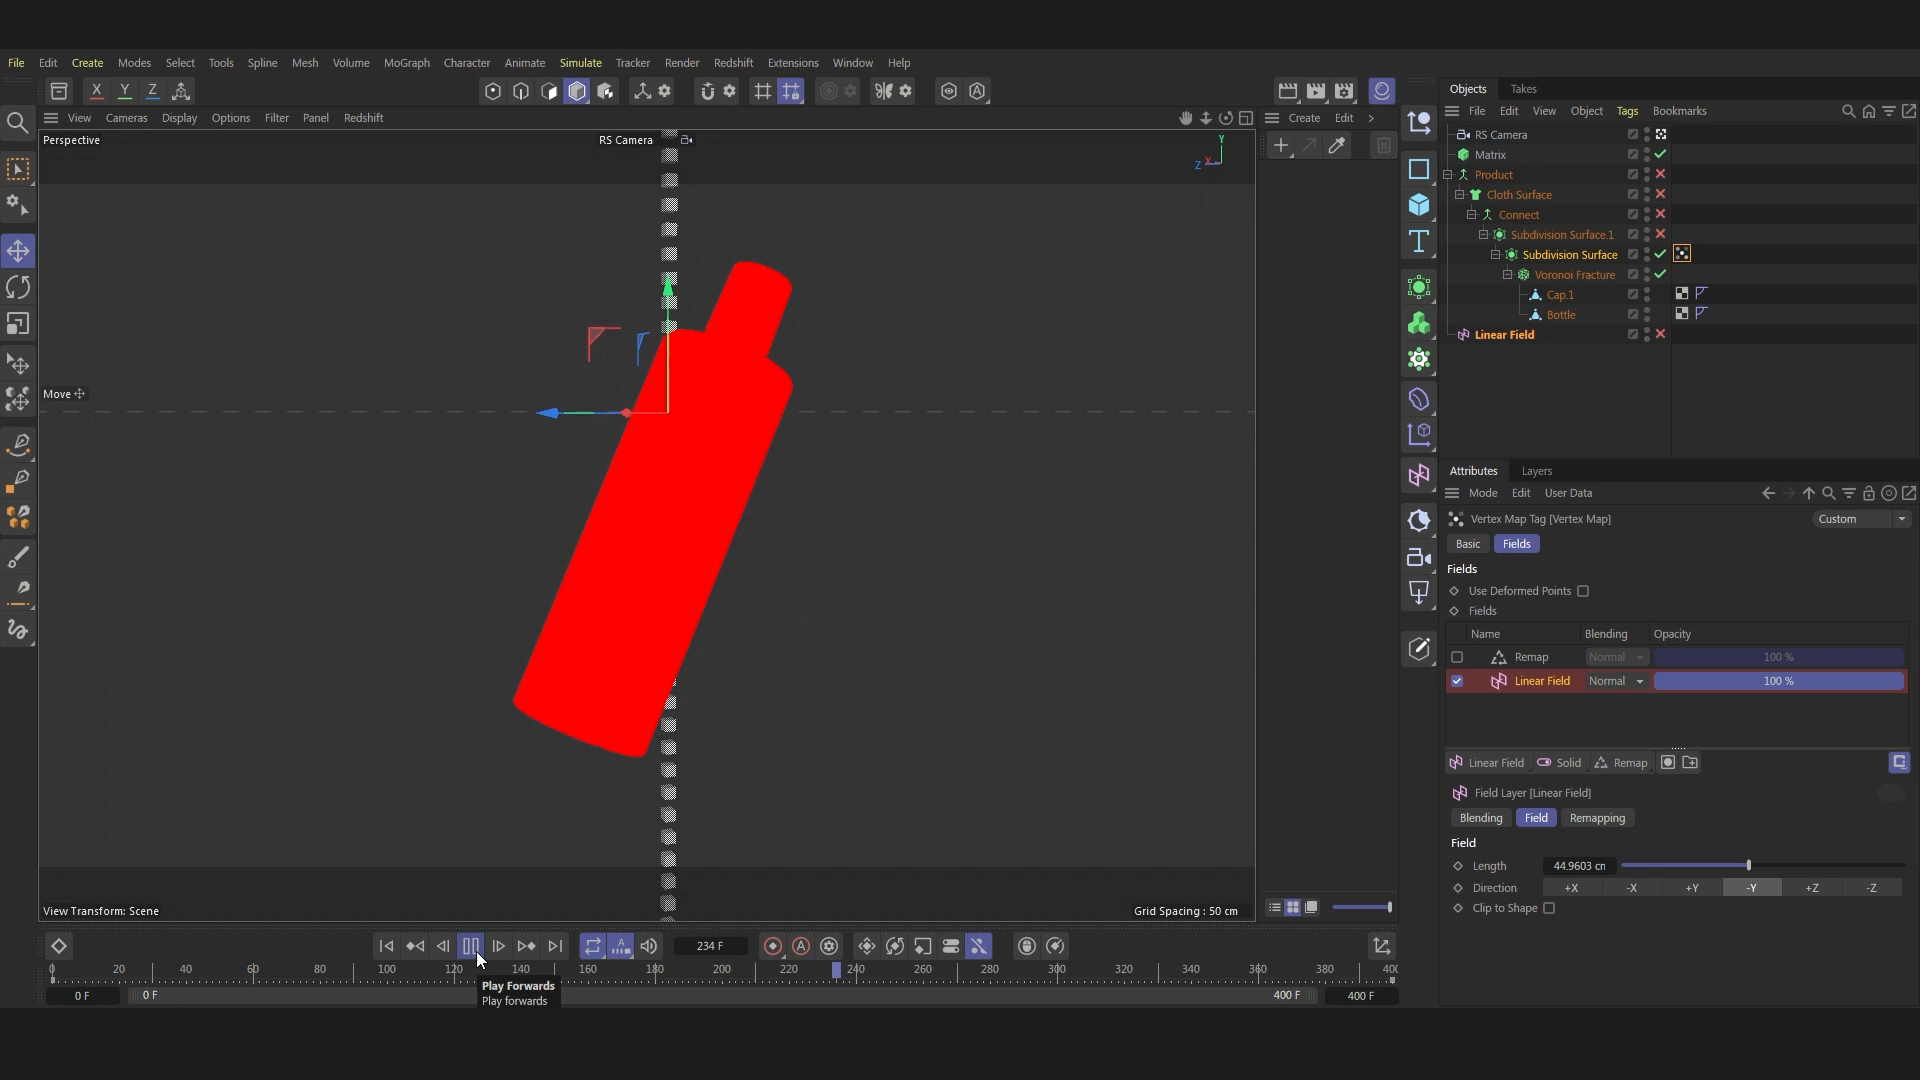 File Edit Create Modes Select Tools Spline Mesh Volume MoGraph Character Animate Simulate Tracker Render Redshift Extensions Window Help
X Y Z
View Cameras Display Options Filter Panel Redshift
Perspective
RS Camera
Y
Z X
Move
View Transform: Scene
Grid Spacing : 50 cm
Create Edit
Objects Takes
File Edit View Object Tags Bookmarks
RS Camera
Matrix
Product
Cloth Surface
Connect
Subdivision Surface.1
Subdivision Surface
Voronoi Fracture
Cap.1
Bottle
Linear Field
Attributes Layers
Mode Edit User Data
Vertex Map Tag [Vertex Map]
Custom
Basic Fields
Fields
Use Deformed Points
Fields
Name Blending Opacity
Remap Normal 100 %
Linear Field Normal 100 %
Linear Field Solid Remap
Field Layer [Linear Field]
Blending Field Remapping
Field
Length 44.9603 cm
Direction +X -X +Y -Y +Z -Z
Clip to Shape
234 F
0 20 40 60 80 100 120 140 160 180 200 220 240 260 280 300 320 340 360 380 400
0 F 0 F 400 F 400 F
Play Forwards
Play forwards